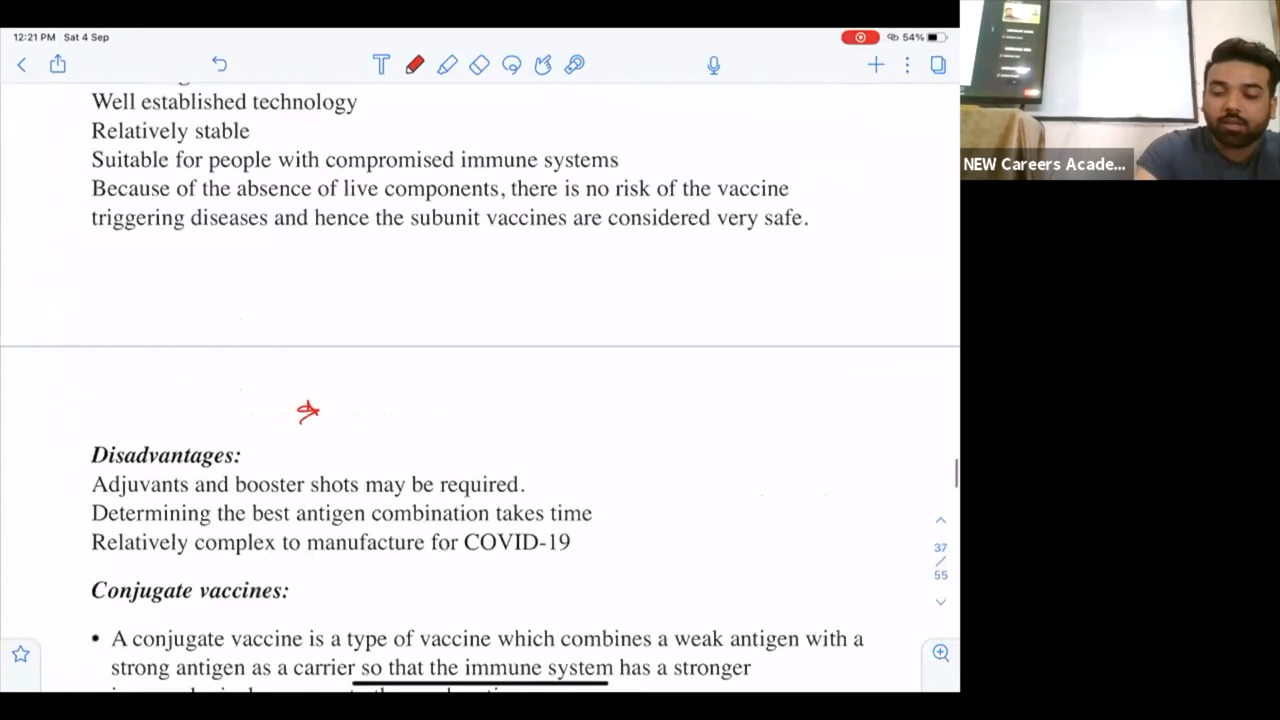 12:21 PM Sat 4 Sep
54%
Well established technology
Relatively stable
Suitable for people with compromised immune systems
Because of the absence of live components, there is no risk of the vaccine
triggering diseases and hence the subunit vaccines are considered very safe.
Disadvantages:
Adjuvants and booster shots may be required.
Determining the best antigen combination takes time
Relatively complex to manufacture for COVID-19
37
/
55
Conjugate vaccines:
• A conjugate vaccine is a type of vaccine which combines a weak antigen with a
strong antigen as a carrier so that the immune system has a stronger
NEW Careers Acade...